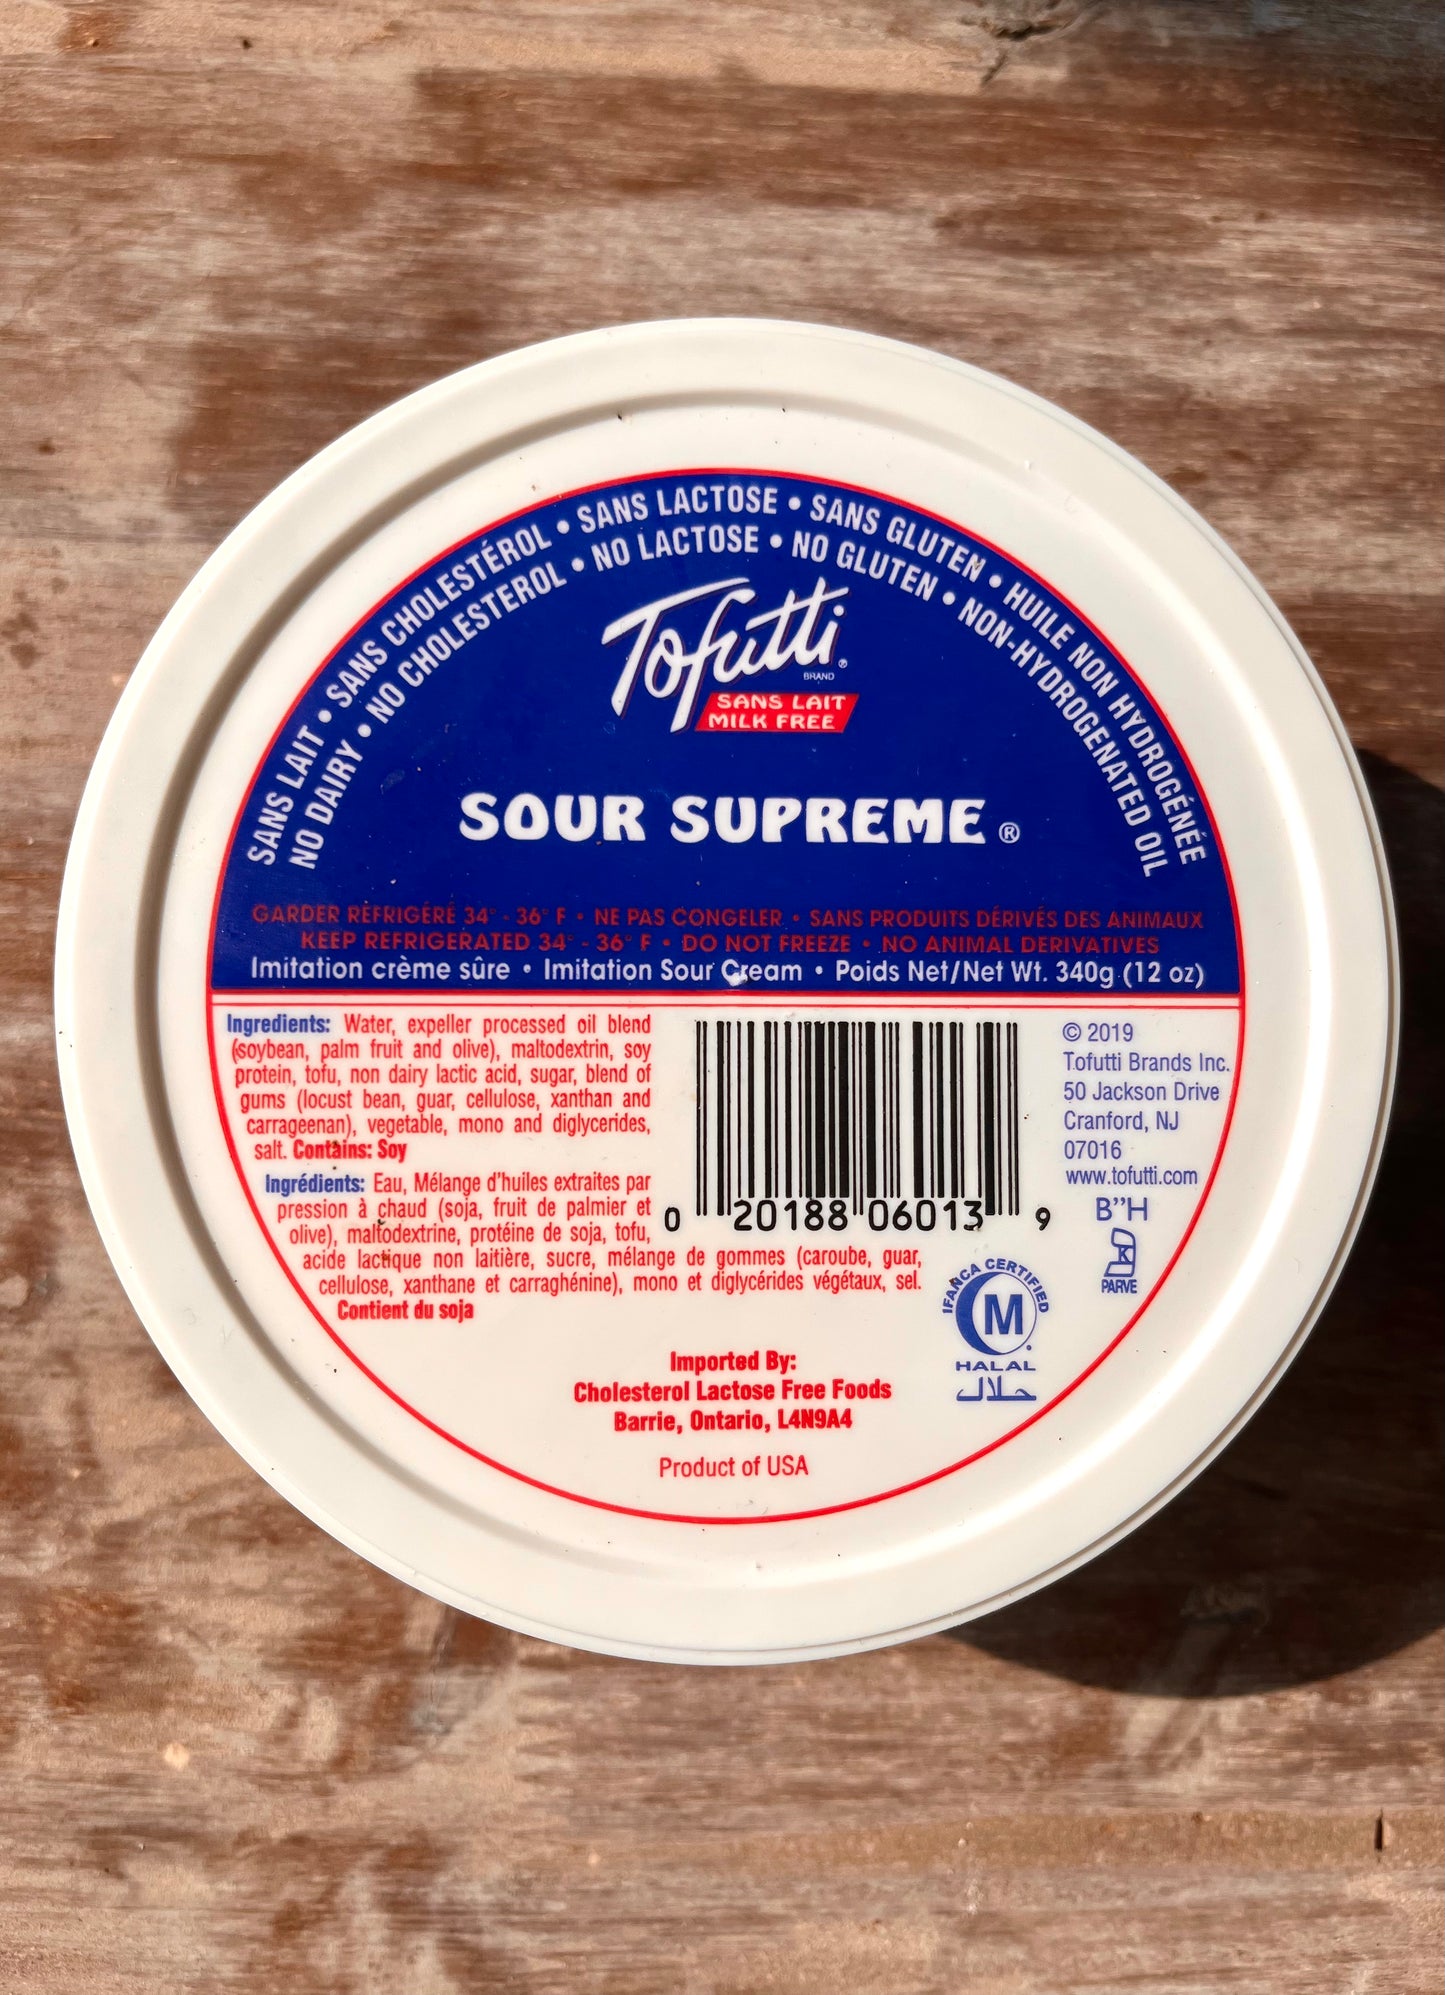 SANS LAIT • SANS CHOLESTÉROL • SANS LACTOSE • SANS GLUTEN • HUILE NON HYDROGÉNÉE
NO DAIRY • NO CHOLESTEROL • NO LACTOSE • NO GLUTEN • NON-HYDROGENATED OIL
Tofutti®
BRAND
SANS LAIT
MILK FREE
SOUR SUPREME ®
GARDER RÉFRIGÉRÉ 34° - 36° F • NE PAS CONGELER • SANS PRODUITS DÉRIVÉS DES ANIMAUX
KEEP REFRIGERATED 34° - 36° F • DO NOT FREEZE • NO ANIMAL DERIVATIVES
Imitation crème sûre • Imitation Sour Cream • Poids Net/Net Wt. 340g (12 oz)
Ingredients: Water, expeller processed oil blend
(soybean, palm fruit and olive), maltodextrin, soy
protein, tofu, non dairy lactic acid, sugar, blend of
gums (locust bean, guar, cellulose, xanthan and
carrageenan), vegetable, mono and diglycerides,
salt. Contains: Soy
Ingrédients: Eau, Mélange d'huiles extraites par
pression à chaud (soja, fruit de palmier et
olive), maltodextrine, protéine de soja, tofu,
acide lactique non laitière, sucre, mélange de gommes (caroube, guar,
cellulose, xanthane et carraghénine), mono et diglycérides végétaux, sel.
Contient du soja
0 20188 06013 9
© 2019
Tofutti Brands Inc.
50 Jackson Drive
Cranford, NJ
07016
www.tofutti.com
B"H
K
PARVE
IFANCA CERTIFIED
M®
HALAL
حلال
Imported By:
Cholesterol Lactose Free Foods
Barrie, Ontario, L4N9A4
Product of USA